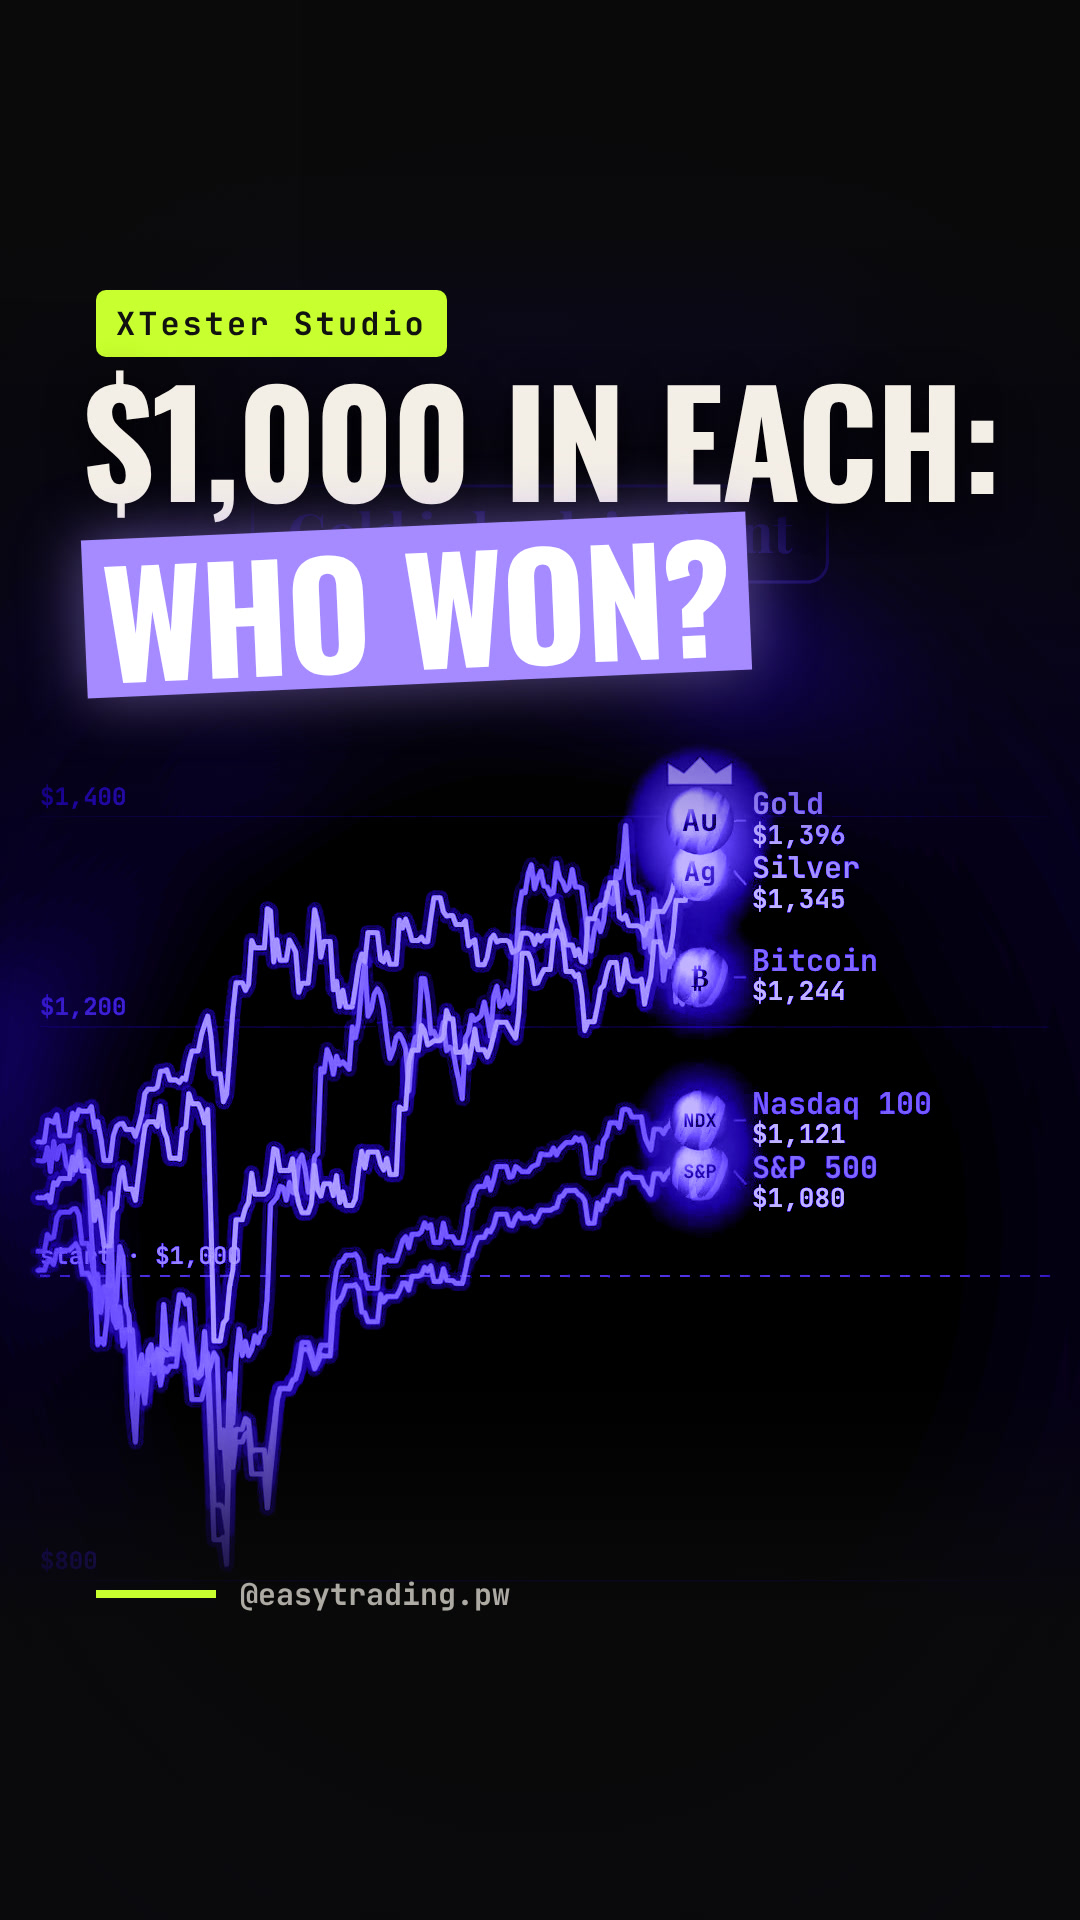 XTester Studio
$1,000 IN EACH:
WHO WON?
$1,400
Au
Gold
$1,396
Ag
Silver
$1,345
₿
Bitcoin
$1,244
$1,200
NDX
Nasdaq 100
$1,121
S&P
S&P 500
$1,080
start · $1,000
$800
@easytrading.pw